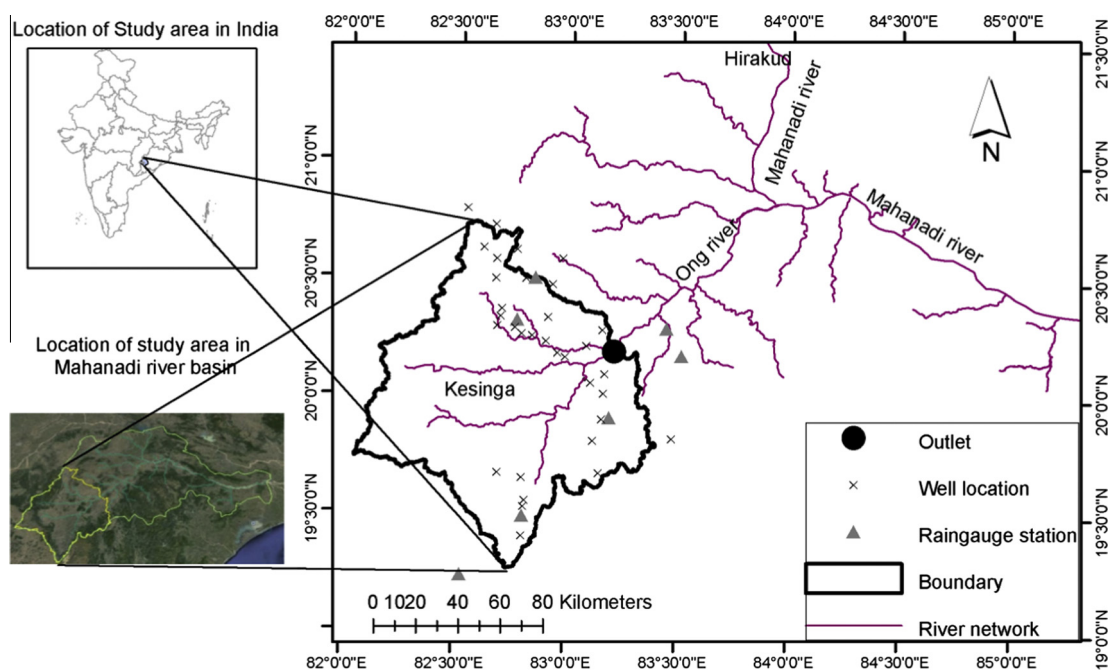 Location of Study area in India
82°0'0"E 82°30'0"E 83°0'0"E 83°30'0"E 84°0'0"E 84°30'0"E 85°0'0"E
Hirakud
Mahanadi river
N
21°30'0"N
21°0'0"N
21°0'0"N
Mahanadi river
Ong river
20°30'0"N
20°30'0"N
Location of study area in
Mahanadi river basin
Kesinga
20°0'0"N
20°0'0"N
Outlet
Well location
19°30'0"N
19°30'0"N
Raingauge station
Boundary
0 1020 40 60 80 Kilometers
River network
19°0'0"N
82°0'0"E 82°30'0"E 83°0'0"E 83°30'0"E 84°0'0"E 84°30'0"E 85°0'0"E